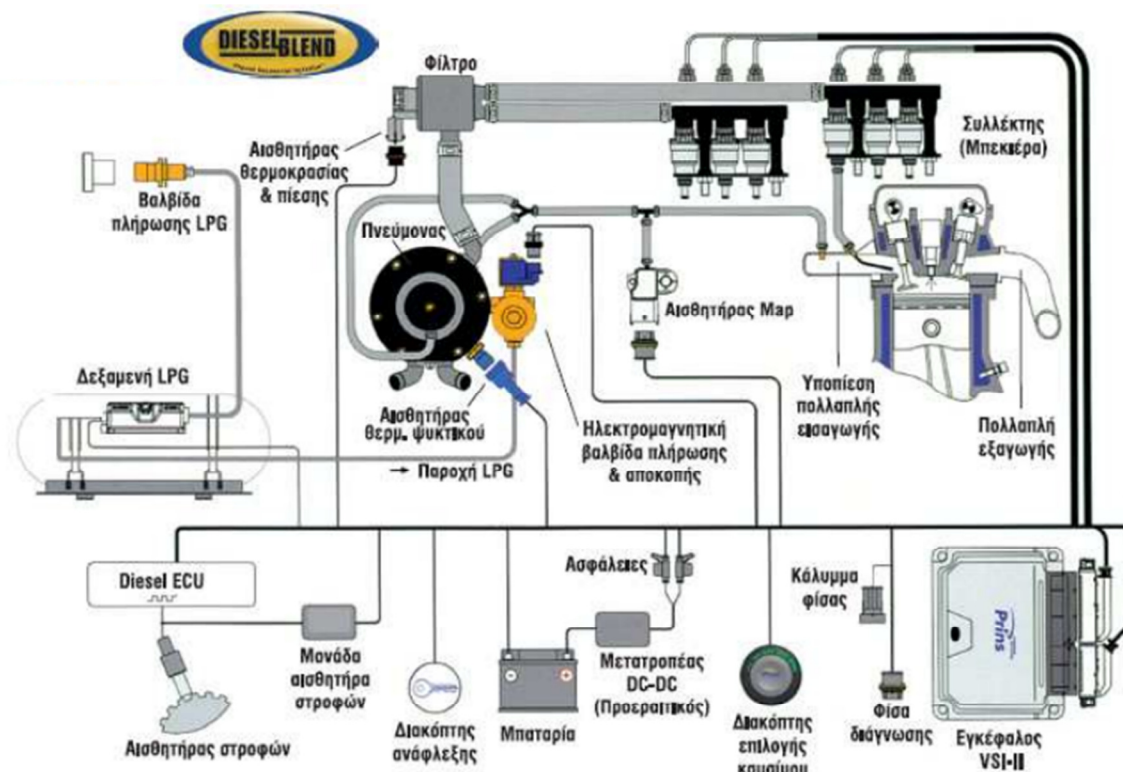 DIESEL BLEND
Φίλτρο
Συλλέκτης
(Μπεκιέρα)
Αισθητήρας
θερμοκρασίας
& πίεσης
Βαλβίδα
πλήρωσης LPG
Πνεύμονας
Αισθητήρας Map
Δεξαμενή LPG
Αισθητήρας
θερμ. ψυκτικού
Ηλεκτρομαγνητική
βαλβίδα πλήρωσης
& αποκοπής
Υποπίεση
πολλαπλής
εισαγωγής
Πολλαπλή
εξαγωγής
→ Παροχή LPG
Diesel ECU
Ασφάλειες
Κάλυμμα
φίσας
Prins
Μονάδα
αισθητήρα
στροφών
Μετατροπέας
DC-DC
(Προεραιτικός)
Διακόπτης
ανάφλεξης
Μπαταρία
Διακόπτης
επιλογής
καυσίμου
Φίσα
διάγνωσης
Εγκέφαλος
VSI-II
Αισθητήρας στροφών